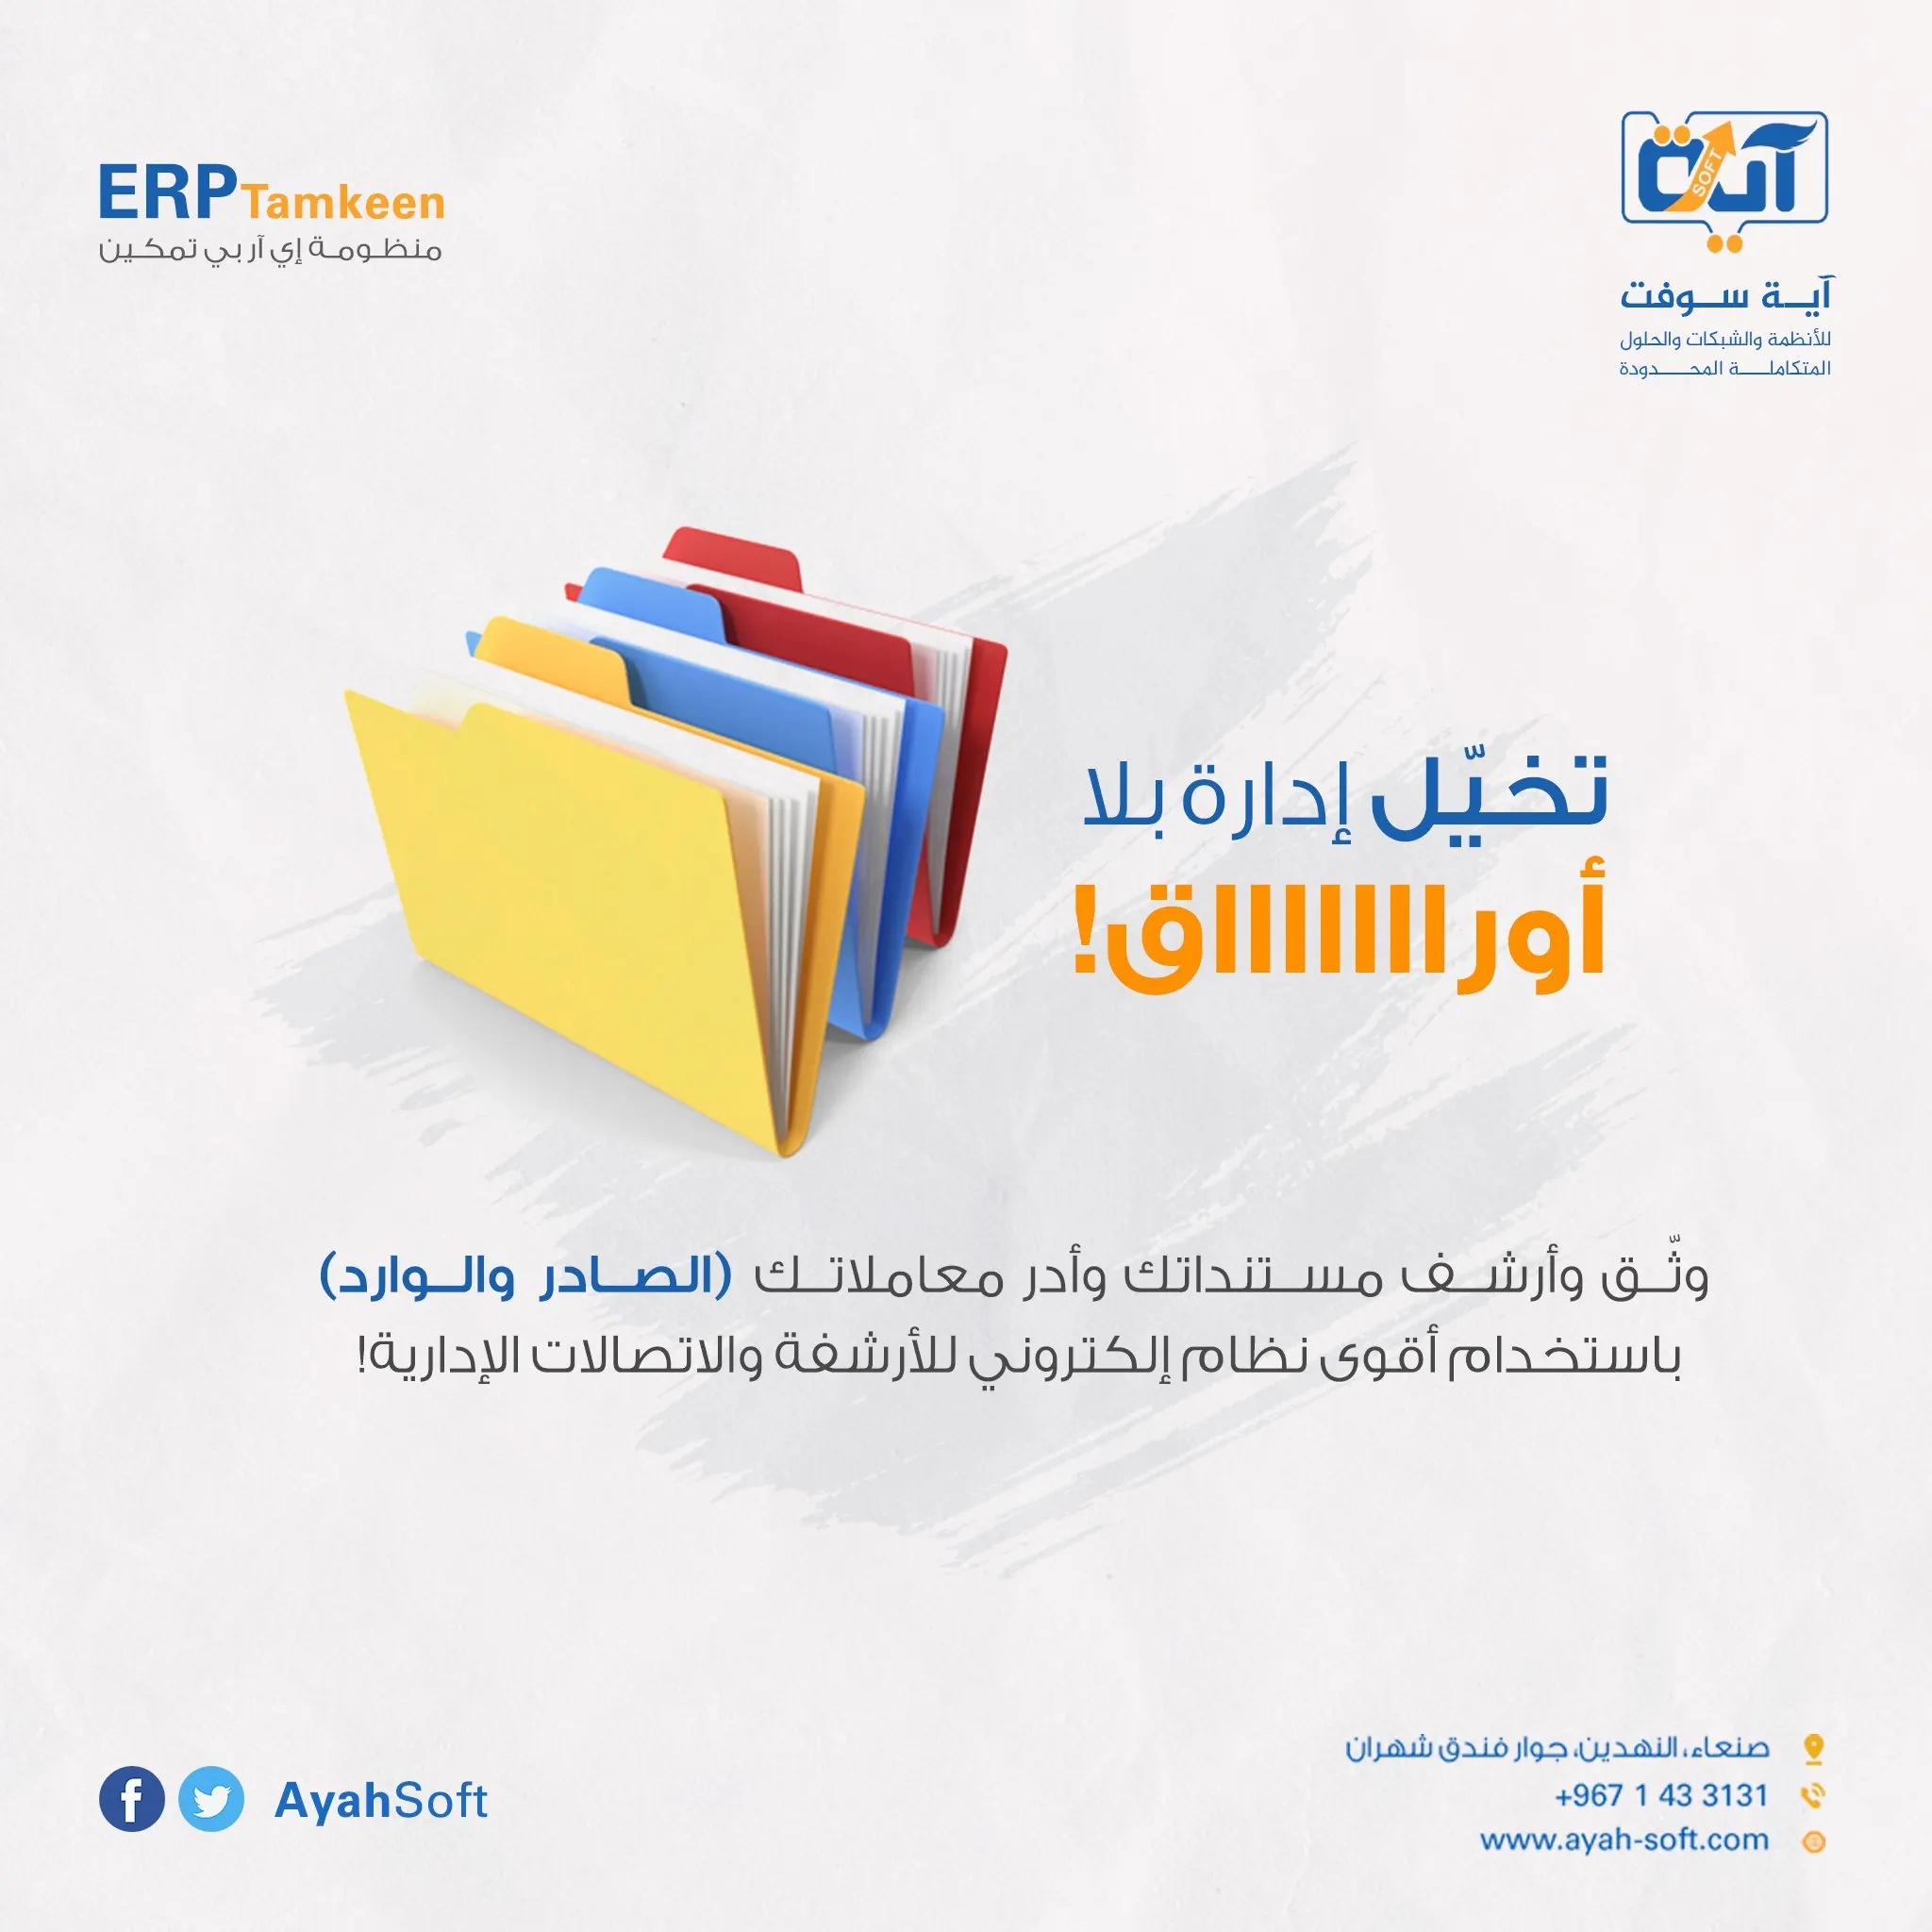 ERP Tamkeen
منظومة إي آر بي تمكين
آية
SOFT
آية سوفت
للأنظمة والشبكات والحلول
المتكاملة المحدودة
تخيّل إدارة بلا
أوراااااااق!
وثّق وأرشف مستنداتك وأدر معاملاتك (الصادر والوارد)
باستخدام أقوى نظام إلكتروني للأرشفة والاتصالات الإدارية!
صنعاء، النهدين، جوار فندق شهران
+967 1 43 3131
www.ayah-soft.com
AyahSoft